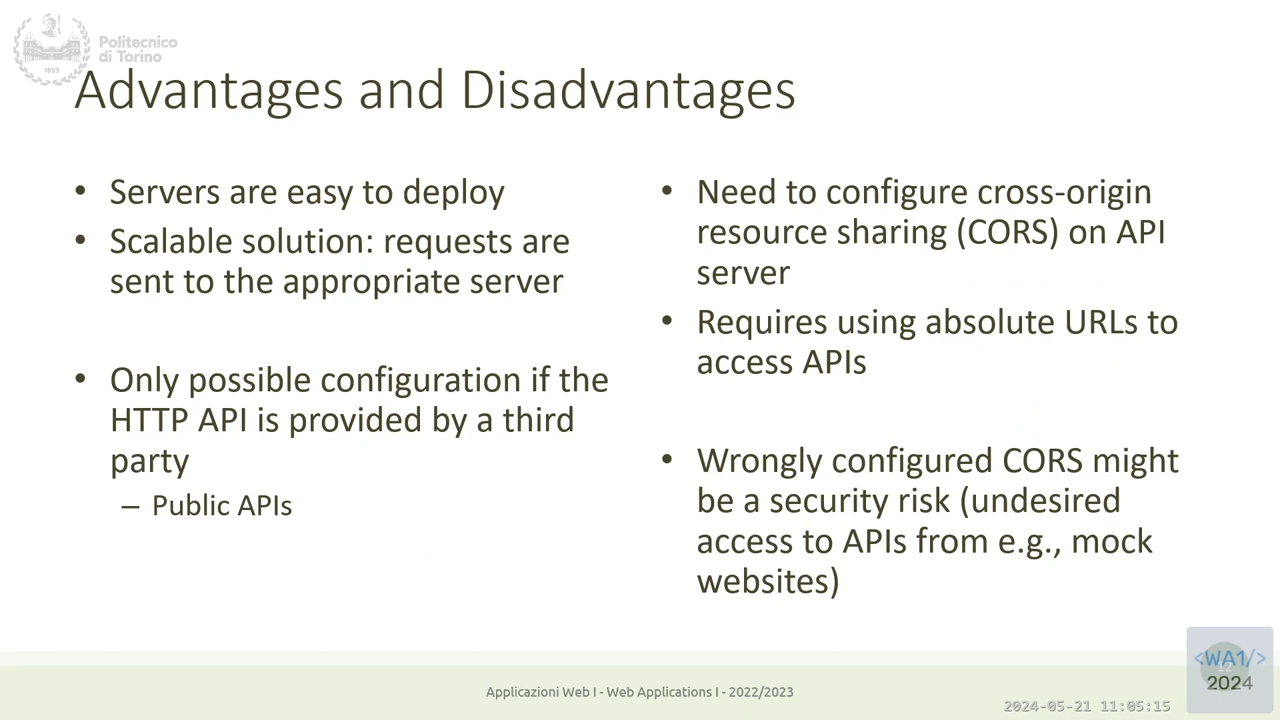 Politecnico
di Torino
1859
Advantages and Disadvantages
• Servers are easy to deploy
• Scalable solution: requests are
sent to the appropriate server
• Only possible configuration if the
HTTP API is provided by a third
party
– Public APIs
• Need to configure cross-origin
resource sharing (CORS) on API
server
• Requires using absolute URLs to
access APIs
• Wrongly configured CORS might
be a security risk (undesired
access to APIs from e.g., mock
websites)
Applicazioni Web I - Web Applications I - 2022/2023
2024-05-21 11:05:15
<WA1/>
2024